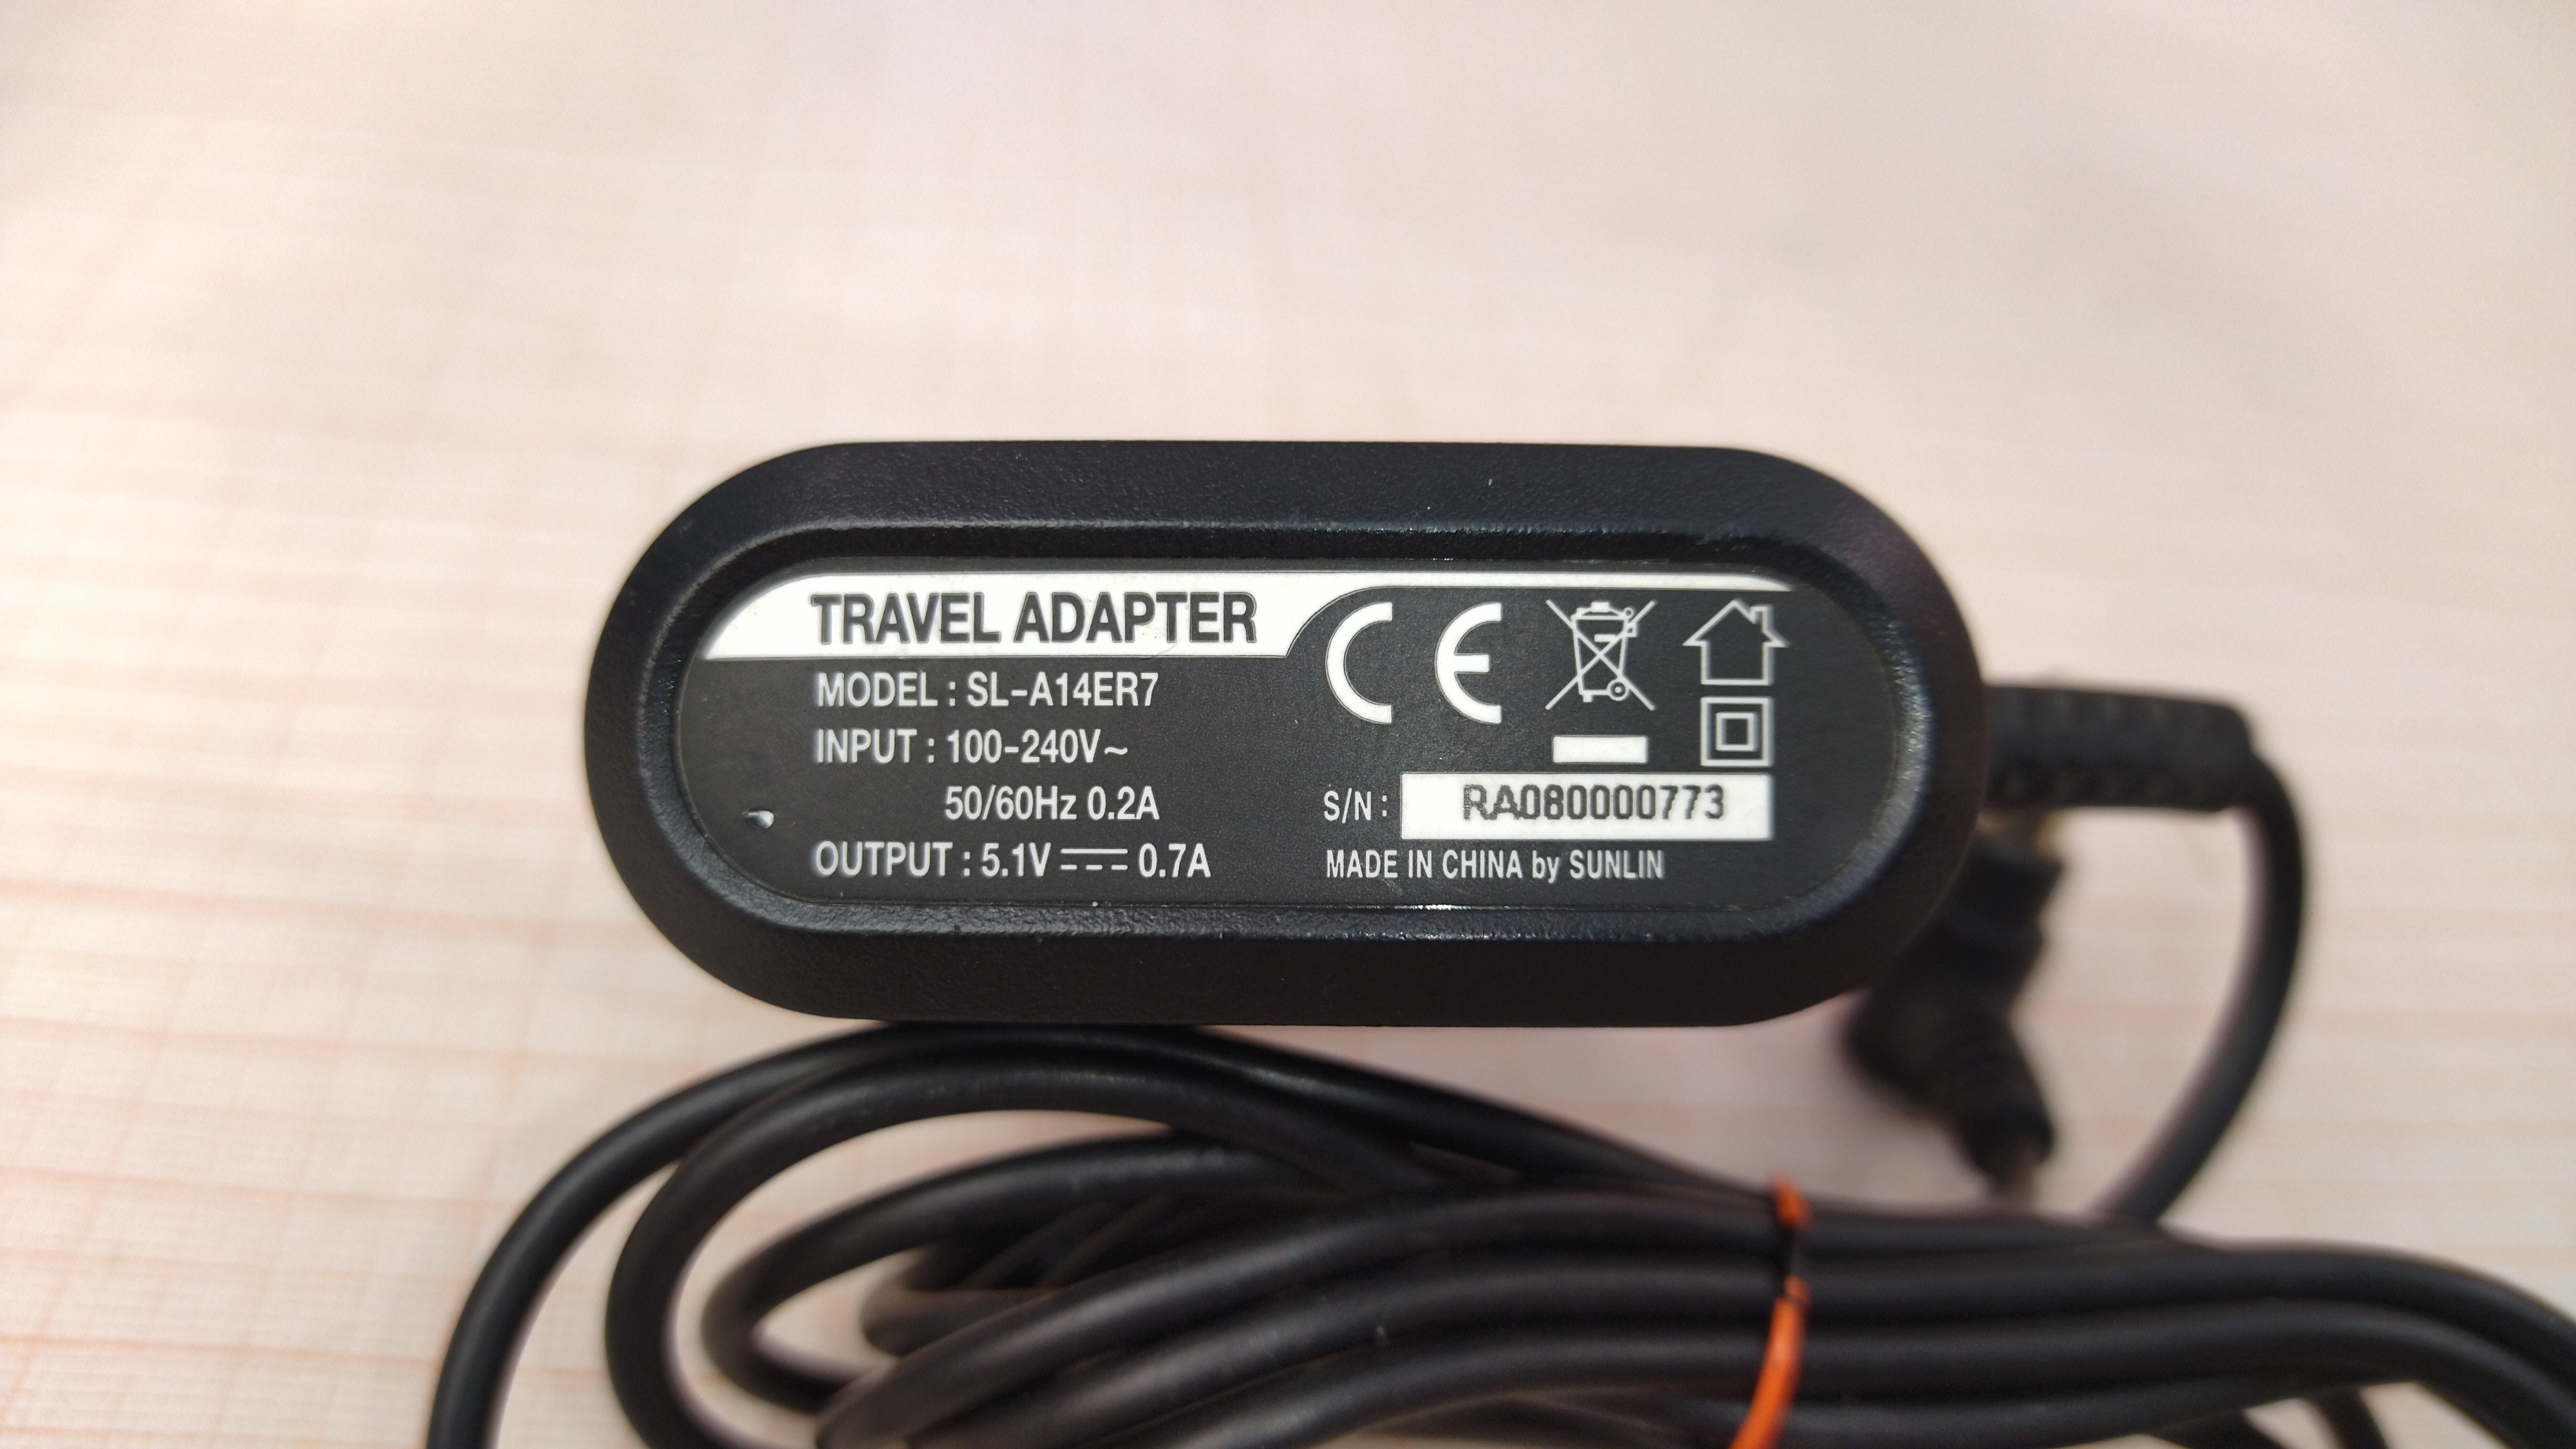 TRAVEL ADAPTER
MODEL : SL-A14ER7
INPUT : 100-240V~
50/60Hz 0.2A
OUTPUT : 5.1V ⎓ 0.7A
CE
S/N : RA080000773
MADE IN CHINA by SUNLIN